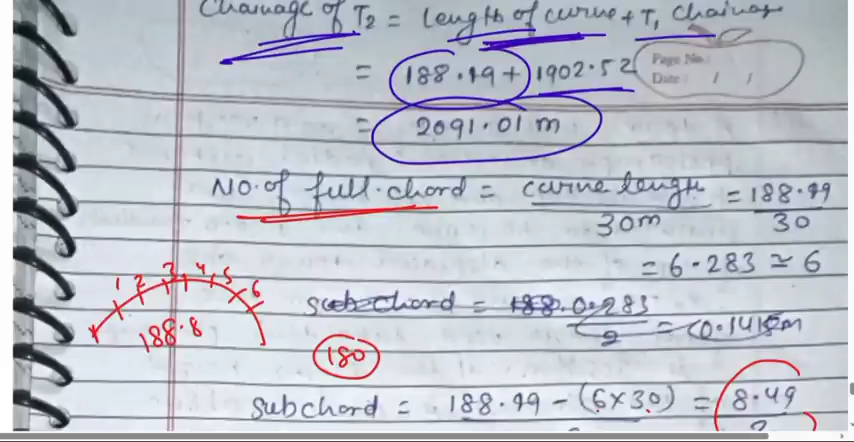 Chainage of T2 = Length of curve + T1 Chainage
= 188.49 + 1902.52
Page No.:
Date: / /
= 2091.01 m
No. of full chord = curve length / 30m = 188.49 / 30
= 6.283 ≃ 6
1 2 3 4 5 6
188.8
sub chord = 188. 0.283 / 2 = 0.1415m
180
subchord = 188.49 - (6x30) = 8.49